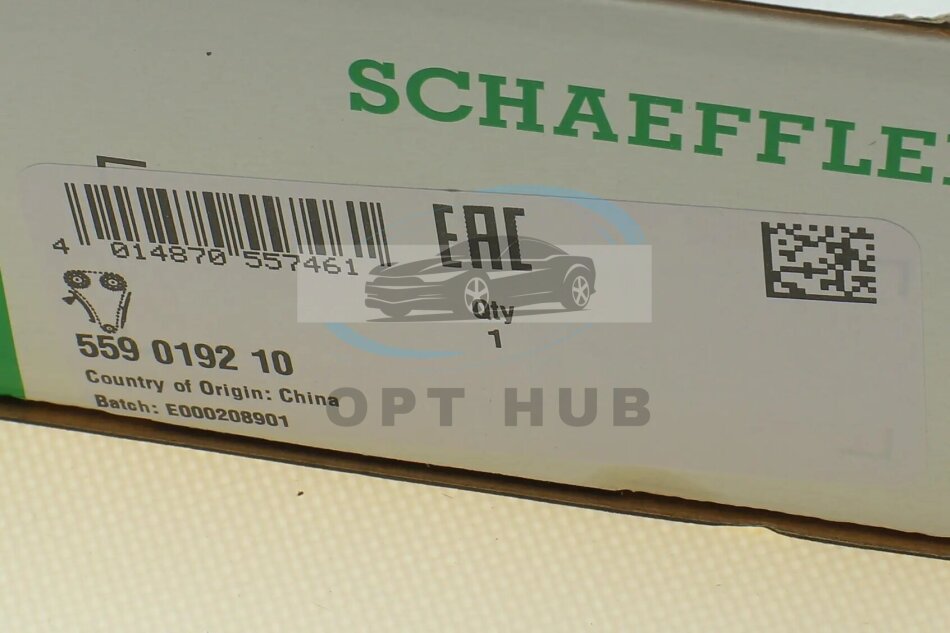 SCHAEFFLE
EAC
4 014870 557461
Qty
1
559 0192 10
Country of Origin: China
Batch: E000208901
OPT HUB